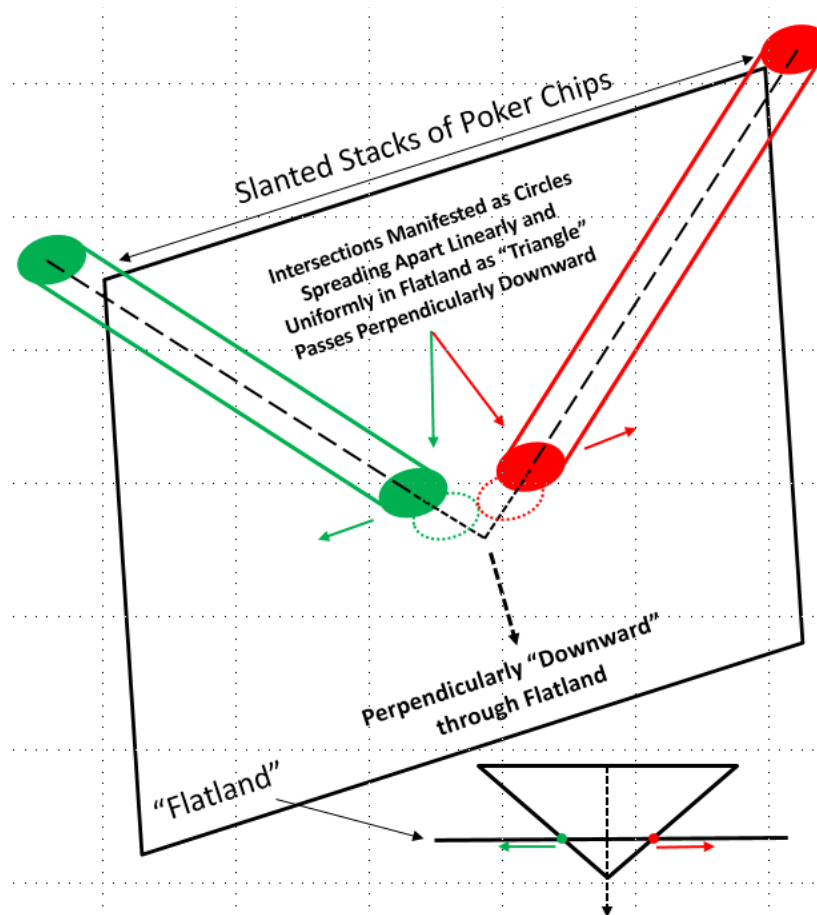 Slanted Stacks of Poker Chips
Intersections Manifested as Circles
Spreading Apart Linearly and
Uniformly in Flatland as “Triangle”
Passes Perpendicularly Downward
Perpendicularly “Downward”
through Flatland
“Flatland”